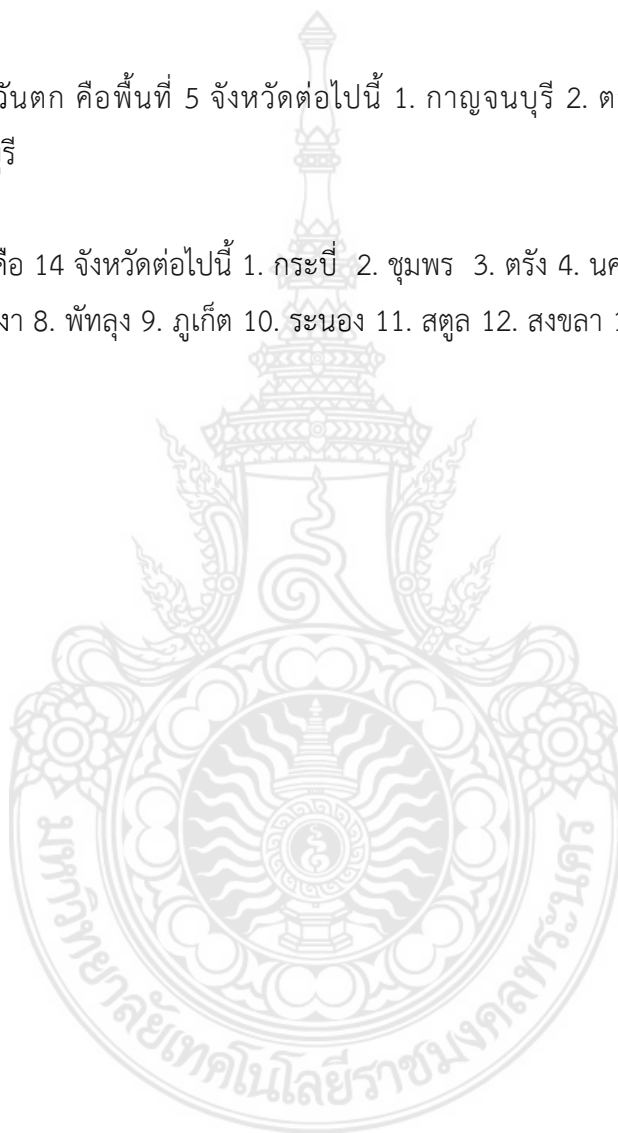 วันตก คือพื้นที่ 5 จังหวัดต่อไปนี้ 1. กาญจนบุรี 2. ต
รี
คือ 14 จังหวัดต่อไปนี้ 1. กระบี่ 2. ชุมพร 3. ตรัง 4. นค
งา 8. พัทลุง 9. ภูเก็ต 10. ระนอง 11. สตูล 12. สงขลา 1
มหาวิทยาลัยเทคโนโลยีราชมงคลพระนคร